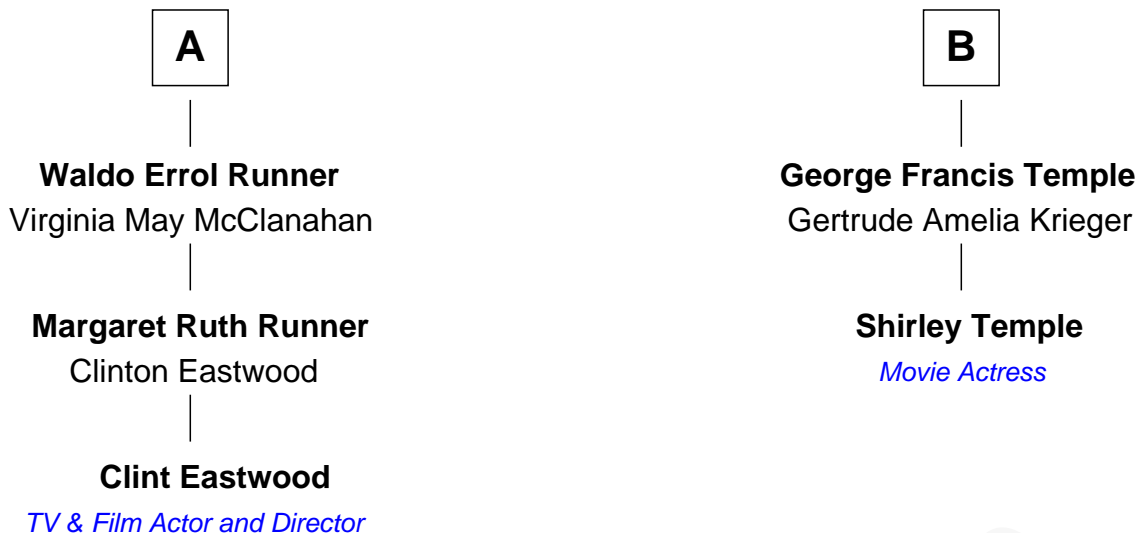 A
Waldo Errol Runner
Virginia May McClanahan
Margaret Ruth Runner
Clinton Eastwood
Clint Eastwood
TV & Film Actor and Director
B
George Francis Temple
Gertrude Amelia Krieger
Shirley Temple
Movie Actress